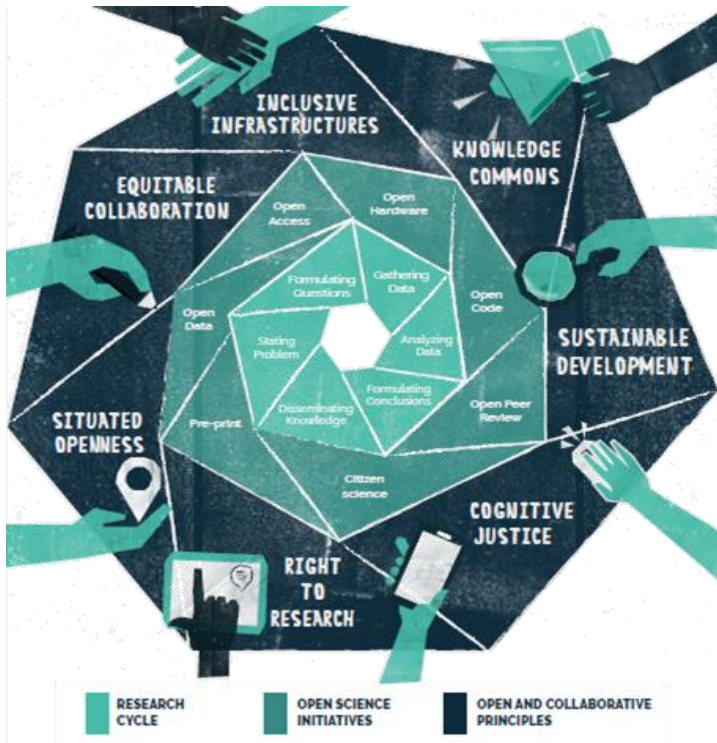 INCLUSIVE
INFRASTRUCTURES
KNOWLEDGE
COMMONS
EQUITABLE
COLLABORATION
Open
Access
Open
Hardware
Formulating
Questions
Gathering
Data
Open
Data
Open
Code
Stating
Problem
Analyzing
Data
SUSTAINABLE
DEVELOPMENT
Formulating
Conclusions
Disseminating
Knowledge
Open Peer
Review
Pre-print
SITUATED
OPENNESS
Citizen
science
COGNITIVE
JUSTICE
RIGHT
TO
RESEARCH
RESEARCH
CYCLE
OPEN SCIENCE
INITIATIVES
OPEN AND COLLABORATIVE
PRINCIPLES